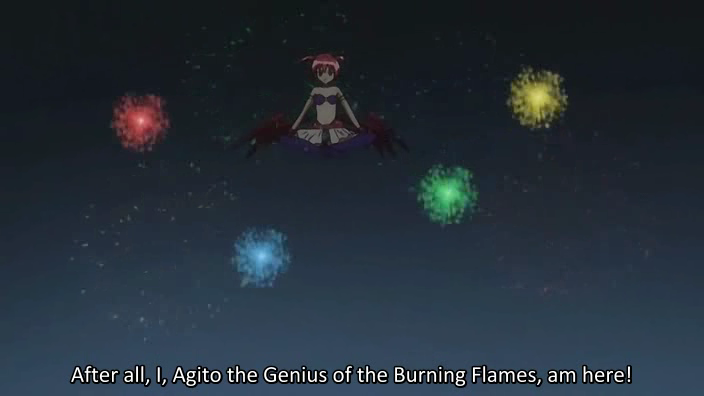 After all, I, Agito the Genius of the Burning Flames, am here!